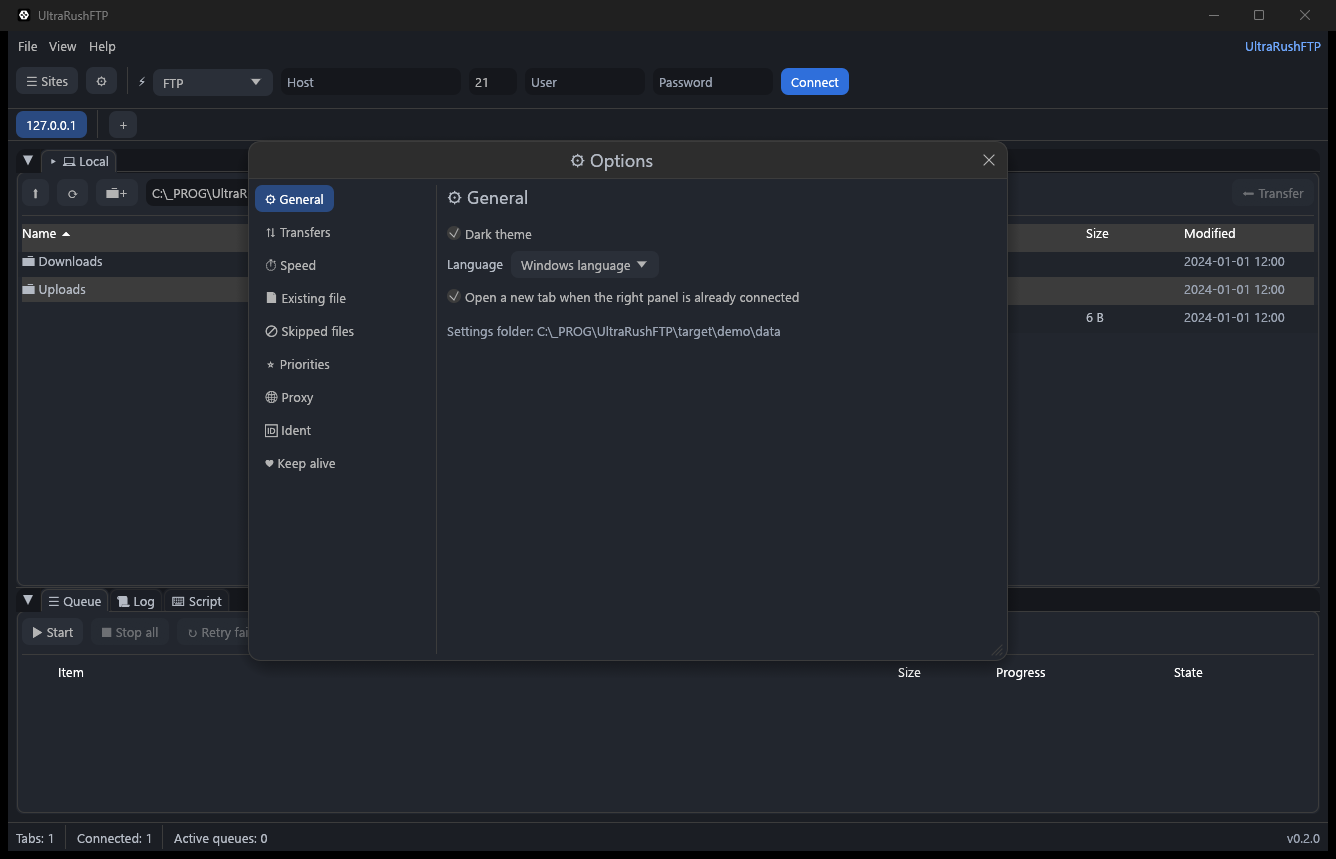 UltraRushFTP
File View Help UltraRushFTP
Sites FTP Host 21 User Password Connect
127.0.0.1 +
Local
C:\_PROG\UltraR
Transfer
Name Size Modified
Downloads 2024-01-01 12:00
Uploads 2024-01-01 12:00
6 B 2024-01-01 12:00
Options
General
Transfers
Speed
Existing file
Skipped files
Priorities
Proxy
ID Ident
Keep alive
General
Dark theme
Language Windows language
Open a new tab when the right panel is already connected
Settings folder: C:\_PROG\UltraRushFTP\target\demo\data
Queue Log Script
Start Stop all Retry fai
Item Size Progress State
Tabs: 1 Connected: 1 Active queues: 0 v0.2.0